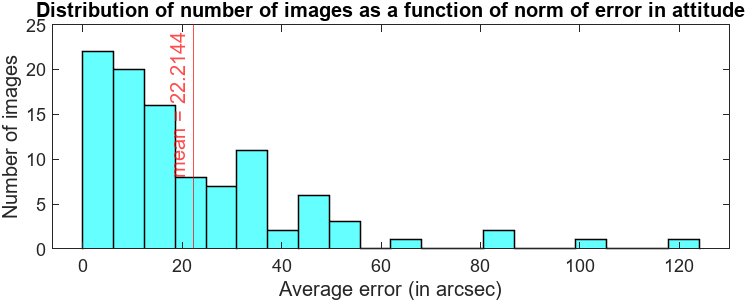 Distribution of number of images as a function of norm of error in attitude
25
20
15
10
5
0
Number of images
mean = 22.2144
0 20 40 60 80 100 120
Average error (in arcsec)